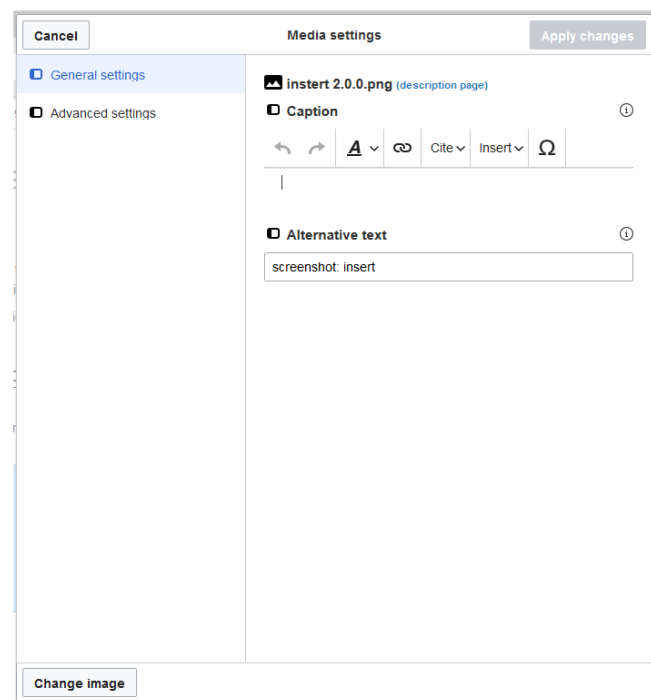 Cancel
Media settings
Apply changes
General settings
Advanced settings
instert 2.0.0.png (description page)
Caption
A
Cite
Insert
Ω
Alternative text
screenshot: insert
Change image